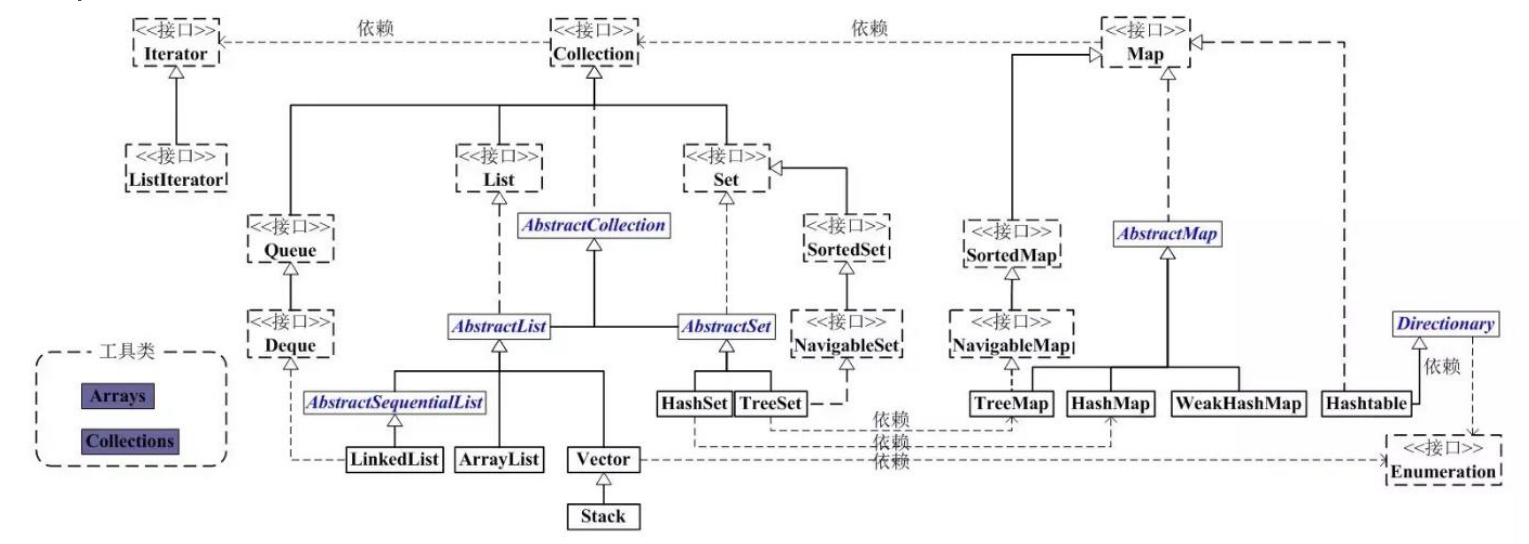 <<接口>>
Iterator
依赖
<<接口>>
Collection
依赖
<<接口>>
Map
<<接口>>
ListIterator
<<接口>>
List
<<接口>>
Set
<<接口>>
Queue
AbstractCollection
<<接口>>
SortedSet
<<接口>>
SortedMap
AbstractMap
<<接口>>
Deque
AbstractList
AbstractSet
<<接口>>
NavigableSet
<<接口>>
NavigableMap
Directionary
工具类
Arrays
Collections
依赖
AbstractSequentialList
HashSet
TreeSet
TreeMap
HashMap
WeakHashMap
Hashtable
依赖
依赖
依赖
LinkedList
ArrayList
Vector
<<接口>>
Enumeration
Stack